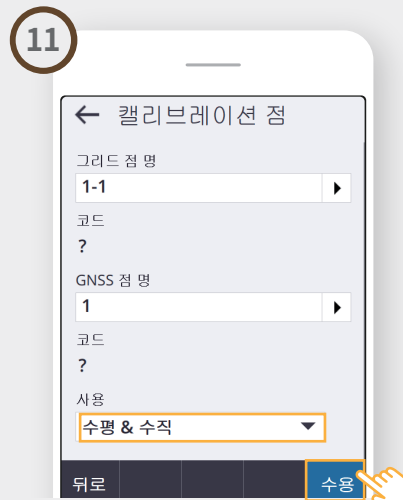 11
캘리브레이션 점
그리드 점 명
1-1
코드
?
GNSS 점 명
1
코드
?
사용
수평 & 수직
뒤로 수용